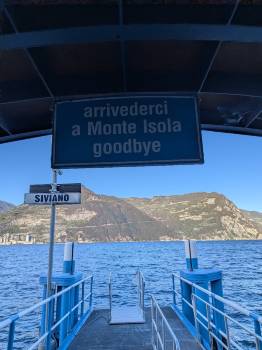 arrivederci
a Monte Isola
goodbye
SIVIANO